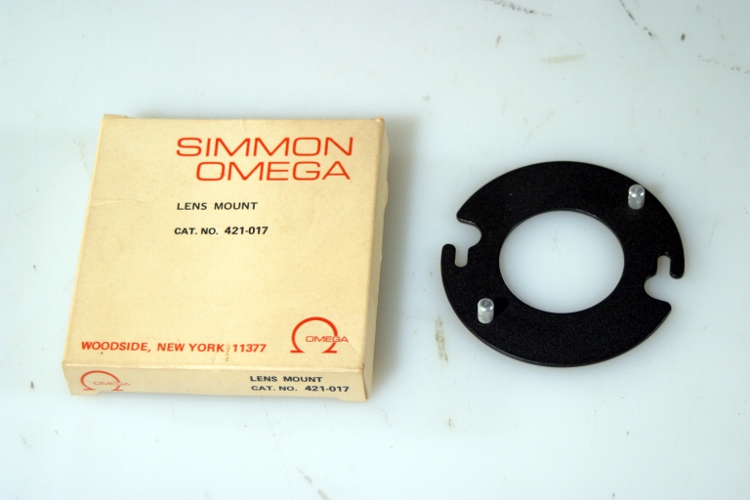 SIMMON
OMEGA
LENS MOUNT
CAT. NO. 421-017
OMEGA
WOODSIDE, NEW YORK 11377
OMEGA
LENS MOUNT
CAT. NO. 421-017